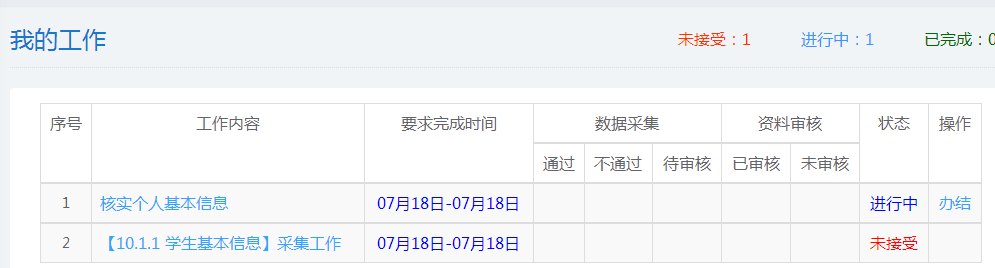 我的工作
未接受：1 进行中：1 已完成：0
序号 工作内容 要求完成时间 数据采集 资料审核 状态 操作
通过 不通过 待审核 已审核 未审核
1 核实个人基本信息 07月18日-07月18日 进行中 办结
2 【10.1.1 学生基本信息】采集工作 07月18日-07月18日 未接受